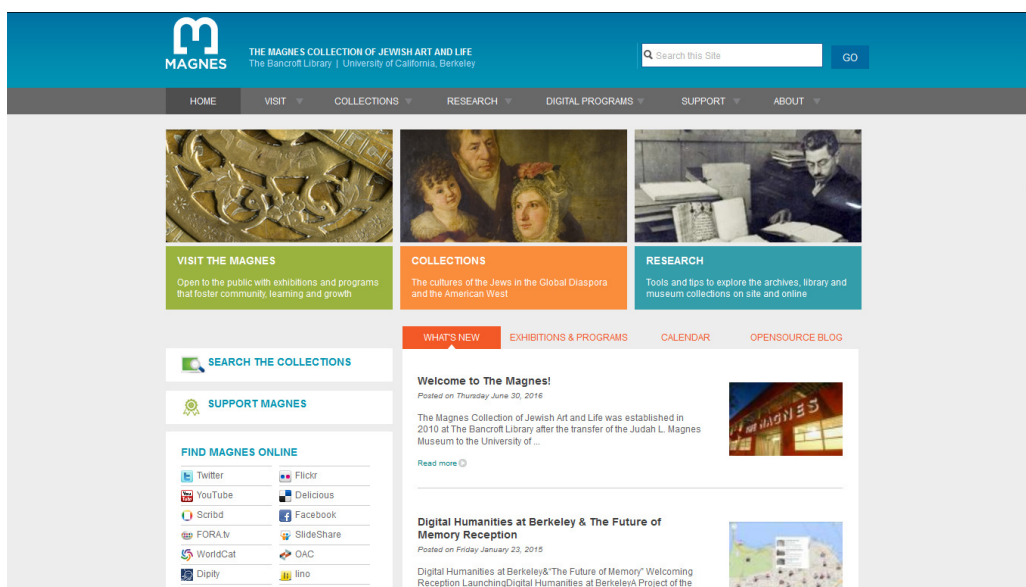 MAGNES
THE MAGNES COLLECTION OF JEWISH ART AND LIFE
The Bancroft Library | University of California, Berkeley
Search this Site
GO
HOME
VISIT
COLLECTIONS
RESEARCH
DIGITAL PROGRAMS
SUPPORT
ABOUT
VISIT THE MAGNES
Open to the public with exhibitions and programs
that foster community, learning and growth
COLLECTIONS
The cultures of the Jews in the Global Diaspora
and the American West
RESEARCH
Tools and tips to explore the archives, library and
museum collections on site and online
SEARCH THE COLLECTIONS
SUPPORT MAGNES
FIND MAGNES ONLINE
Twitter
Flickr
YouTube
Delicious
Scribd
Facebook
FORA.tv
SlideShare
WorldCat
OAC
Dipity
lino
WHAT'S NEW
EXHIBITIONS & PROGRAMS
CALENDAR
OPENSOURCE BLOG
Welcome to The Magnes!
Posted on Thursday June 30, 2016
The Magnes Collection of Jewish Art and Life was established in
2010 at The Bancroft Library after the transfer of the Judah L. Magnes
Museum to the University of ...
Read more
THE MAGNES
Digital Humanities at Berkeley & The Future of
Memory Reception
Posted on Friday January 23, 2015
Digital Humanities at Berkeley&"The Future of Memory" Welcoming
Reception LaunchingDigital Humanities at BerkeleyA Project of the